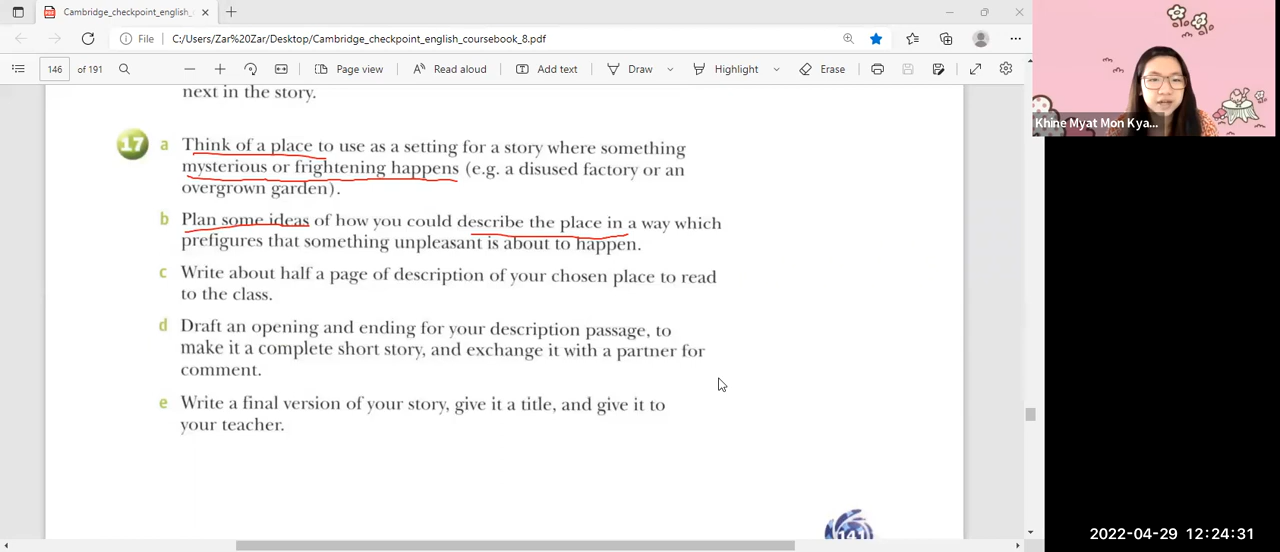 Cambridge_checkpoint_english_
File
C:/Users/Zar%20Zar/Desktop/Cambridge_checkpoint_english_coursebook_8.pdf
146 of 191
Page view
Read aloud
Add text
Draw
Highlight
Erase
next in the story.
17 a Think of a place to use as a setting for a story where something
mysterious or frightening happens (e.g. a disused factory or an
overgrown garden).
b Plan some ideas of how you could describe the place in a way which
prefigures that something unpleasant is about to happen.
c Write about half a page of description of your chosen place to read
to the class.
d Draft an opening and ending for your description passage, to
make it a complete short story, and exchange it with a partner for
comment.
e Write a final version of your story, give it a title, and give it to
your teacher.
141
Khine Myat Mon Kya...
2022-04-29 12:24:31